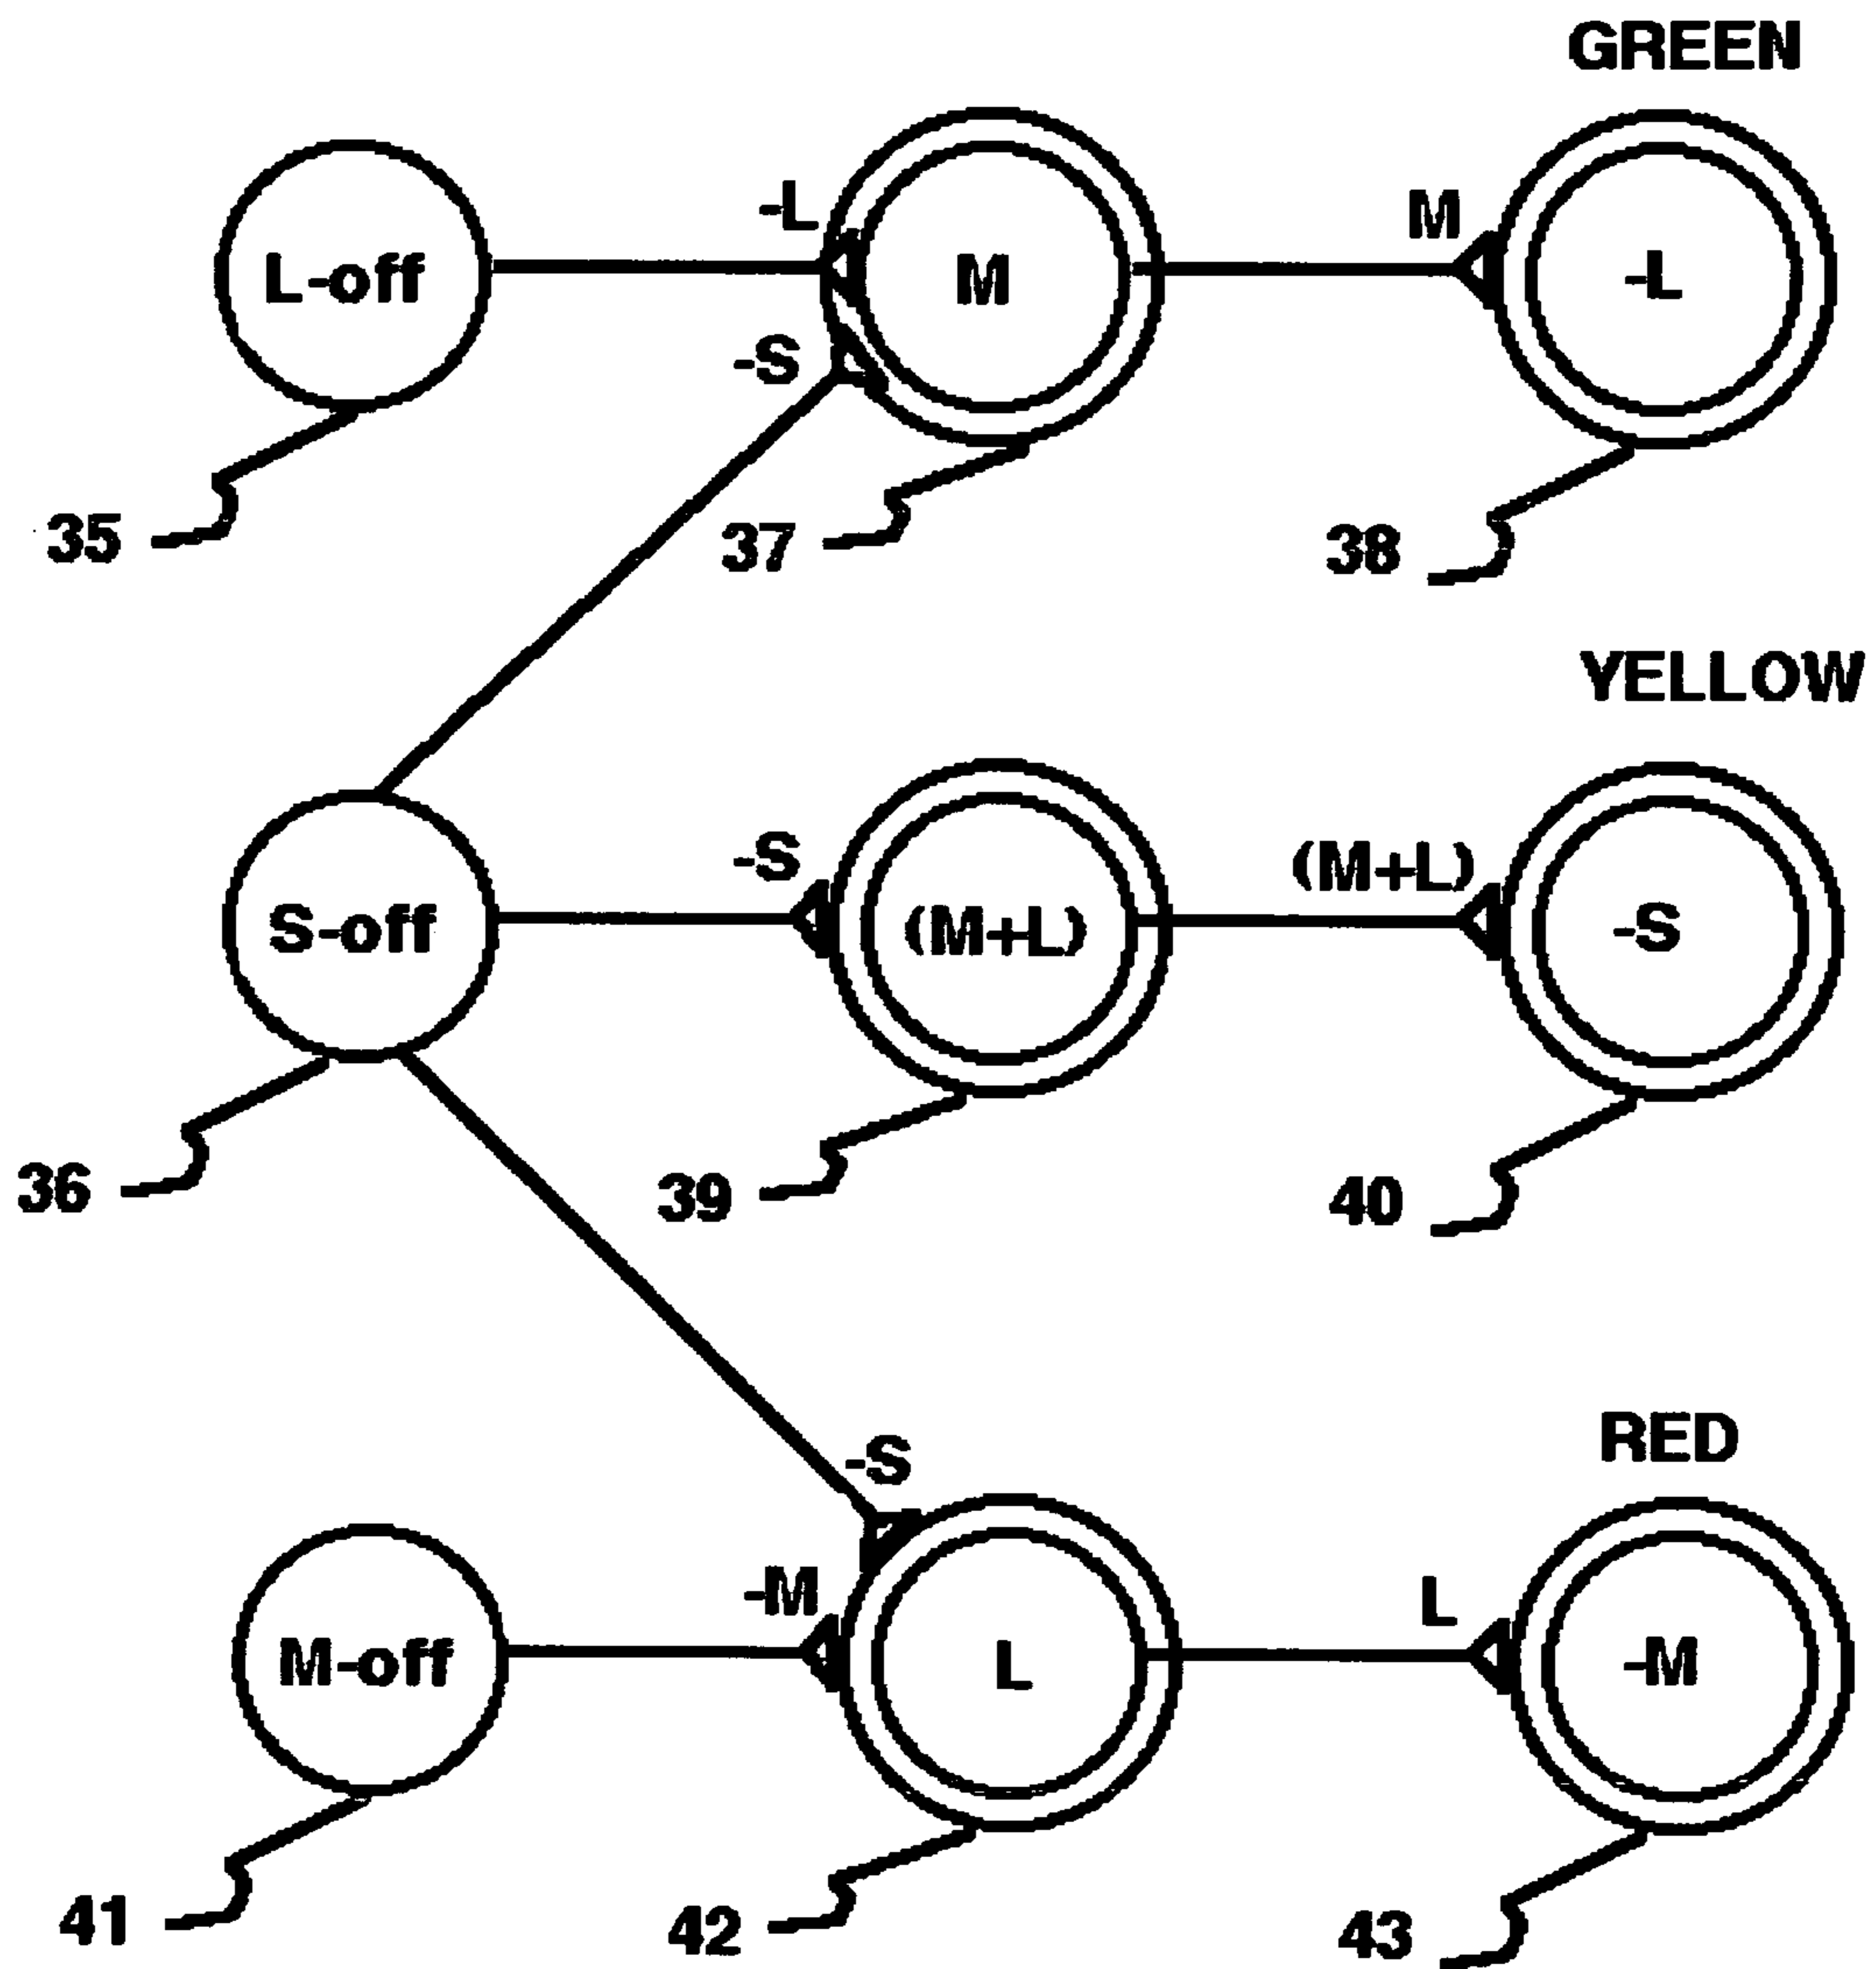 GREEN
-L
M
L-off
M
-L
-S
35
37
38
YELLOW
-S
(M+L)
S-off
(M+L)
-S
36
39
40
RED
-S
-M
L
M-off
L
-M
41
42
43